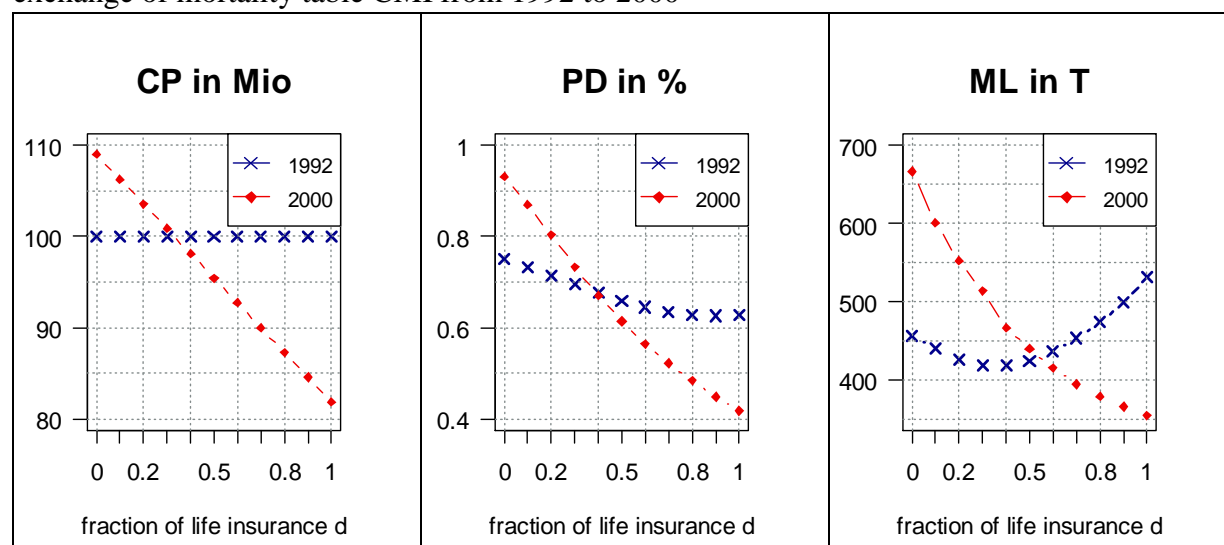 exchange of mortality table CMI from 1992 to 2000
CP in Mio
110
100
90
80
1992
2000
0 0.2 0.5 0.8 1
fraction of life insurance d
PD in %
1
0.8
0.6
0.4
1992
2000
0 0.2 0.5 0.8 1
fraction of life insurance d
ML in T
700
600
500
400
1992
2000
0 0.2 0.5 0.8 1
fraction of life insurance d